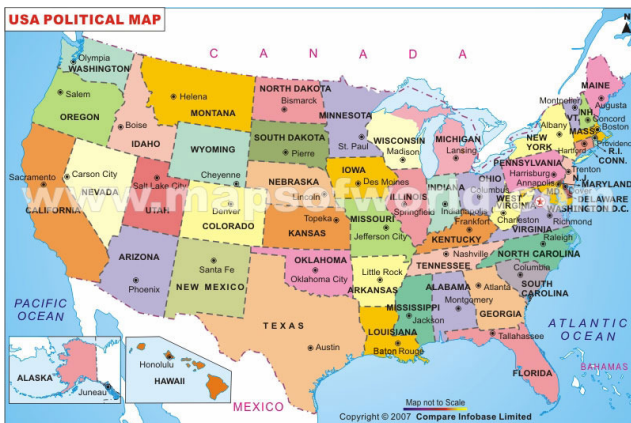 USA POLITICAL MAP
N
C A N A D A
Olympia
WASHINGTON
Salem
OREGON
Helena
MONTANA
NORTH DAKOTA
Bismarck
MINNESOTA
St. Paul
Boise
IDAHO
WYOMING
Cheyenne
SOUTH DAKOTA
Pierre
WISCONSIN
Madison
MICHIGAN
Lansing
MAINE
Augusta
Montpelier
VT.
NH
Concord
Boston
MASS
Albany
NEW YORK
Providence
R.I.
Hartford
CONN.
Sacramento
CALIFORNIA
Carson City
NEVADA
Salt Lake City
UTAH
Denver
COLORADO
NEBRASKA
Lincoln
IOWA
Des Moines
ILLINOIS
Springfield
INDIANA
Indianapolis
OHIO
Columbus
PENNSYLVANIA
Harrisburg
Trenton
N.J.
Annapolis
Dover
MD.
MARYLAND
DELAWARE
WASHINGTON D.C.
WEST VIRGINIA
Charleston
VIRGINIA
Richmond
www.mapsofworld
Topeka
KANSAS
MISSOURI
Jefferson City
Frankfort
KENTUCKY
Raleigh
NORTH CAROLINA
Nashville
TENNESSEE
ARIZONA
Phoenix
Santa Fe
NEW MEXICO
OKLAHOMA
Oklahoma City
Little Rock
ARKANSAS
MISSISSIPPI
Jackson
ALABAMA
Montgomery
Atlanta
GEORGIA
Columbia
SOUTH CAROLINA
PACIFIC OCEAN
TEXAS
Austin
LOUISIANA
Baton Rouge
Tallahassee
FLORIDA
ATLANTIC OCEAN
BAHAMAS
ALASKA
Juneau
Honolulu
HAWAII
MEXICO
Map not to Scale
Copyright © 2007 Compare Infobase Limited